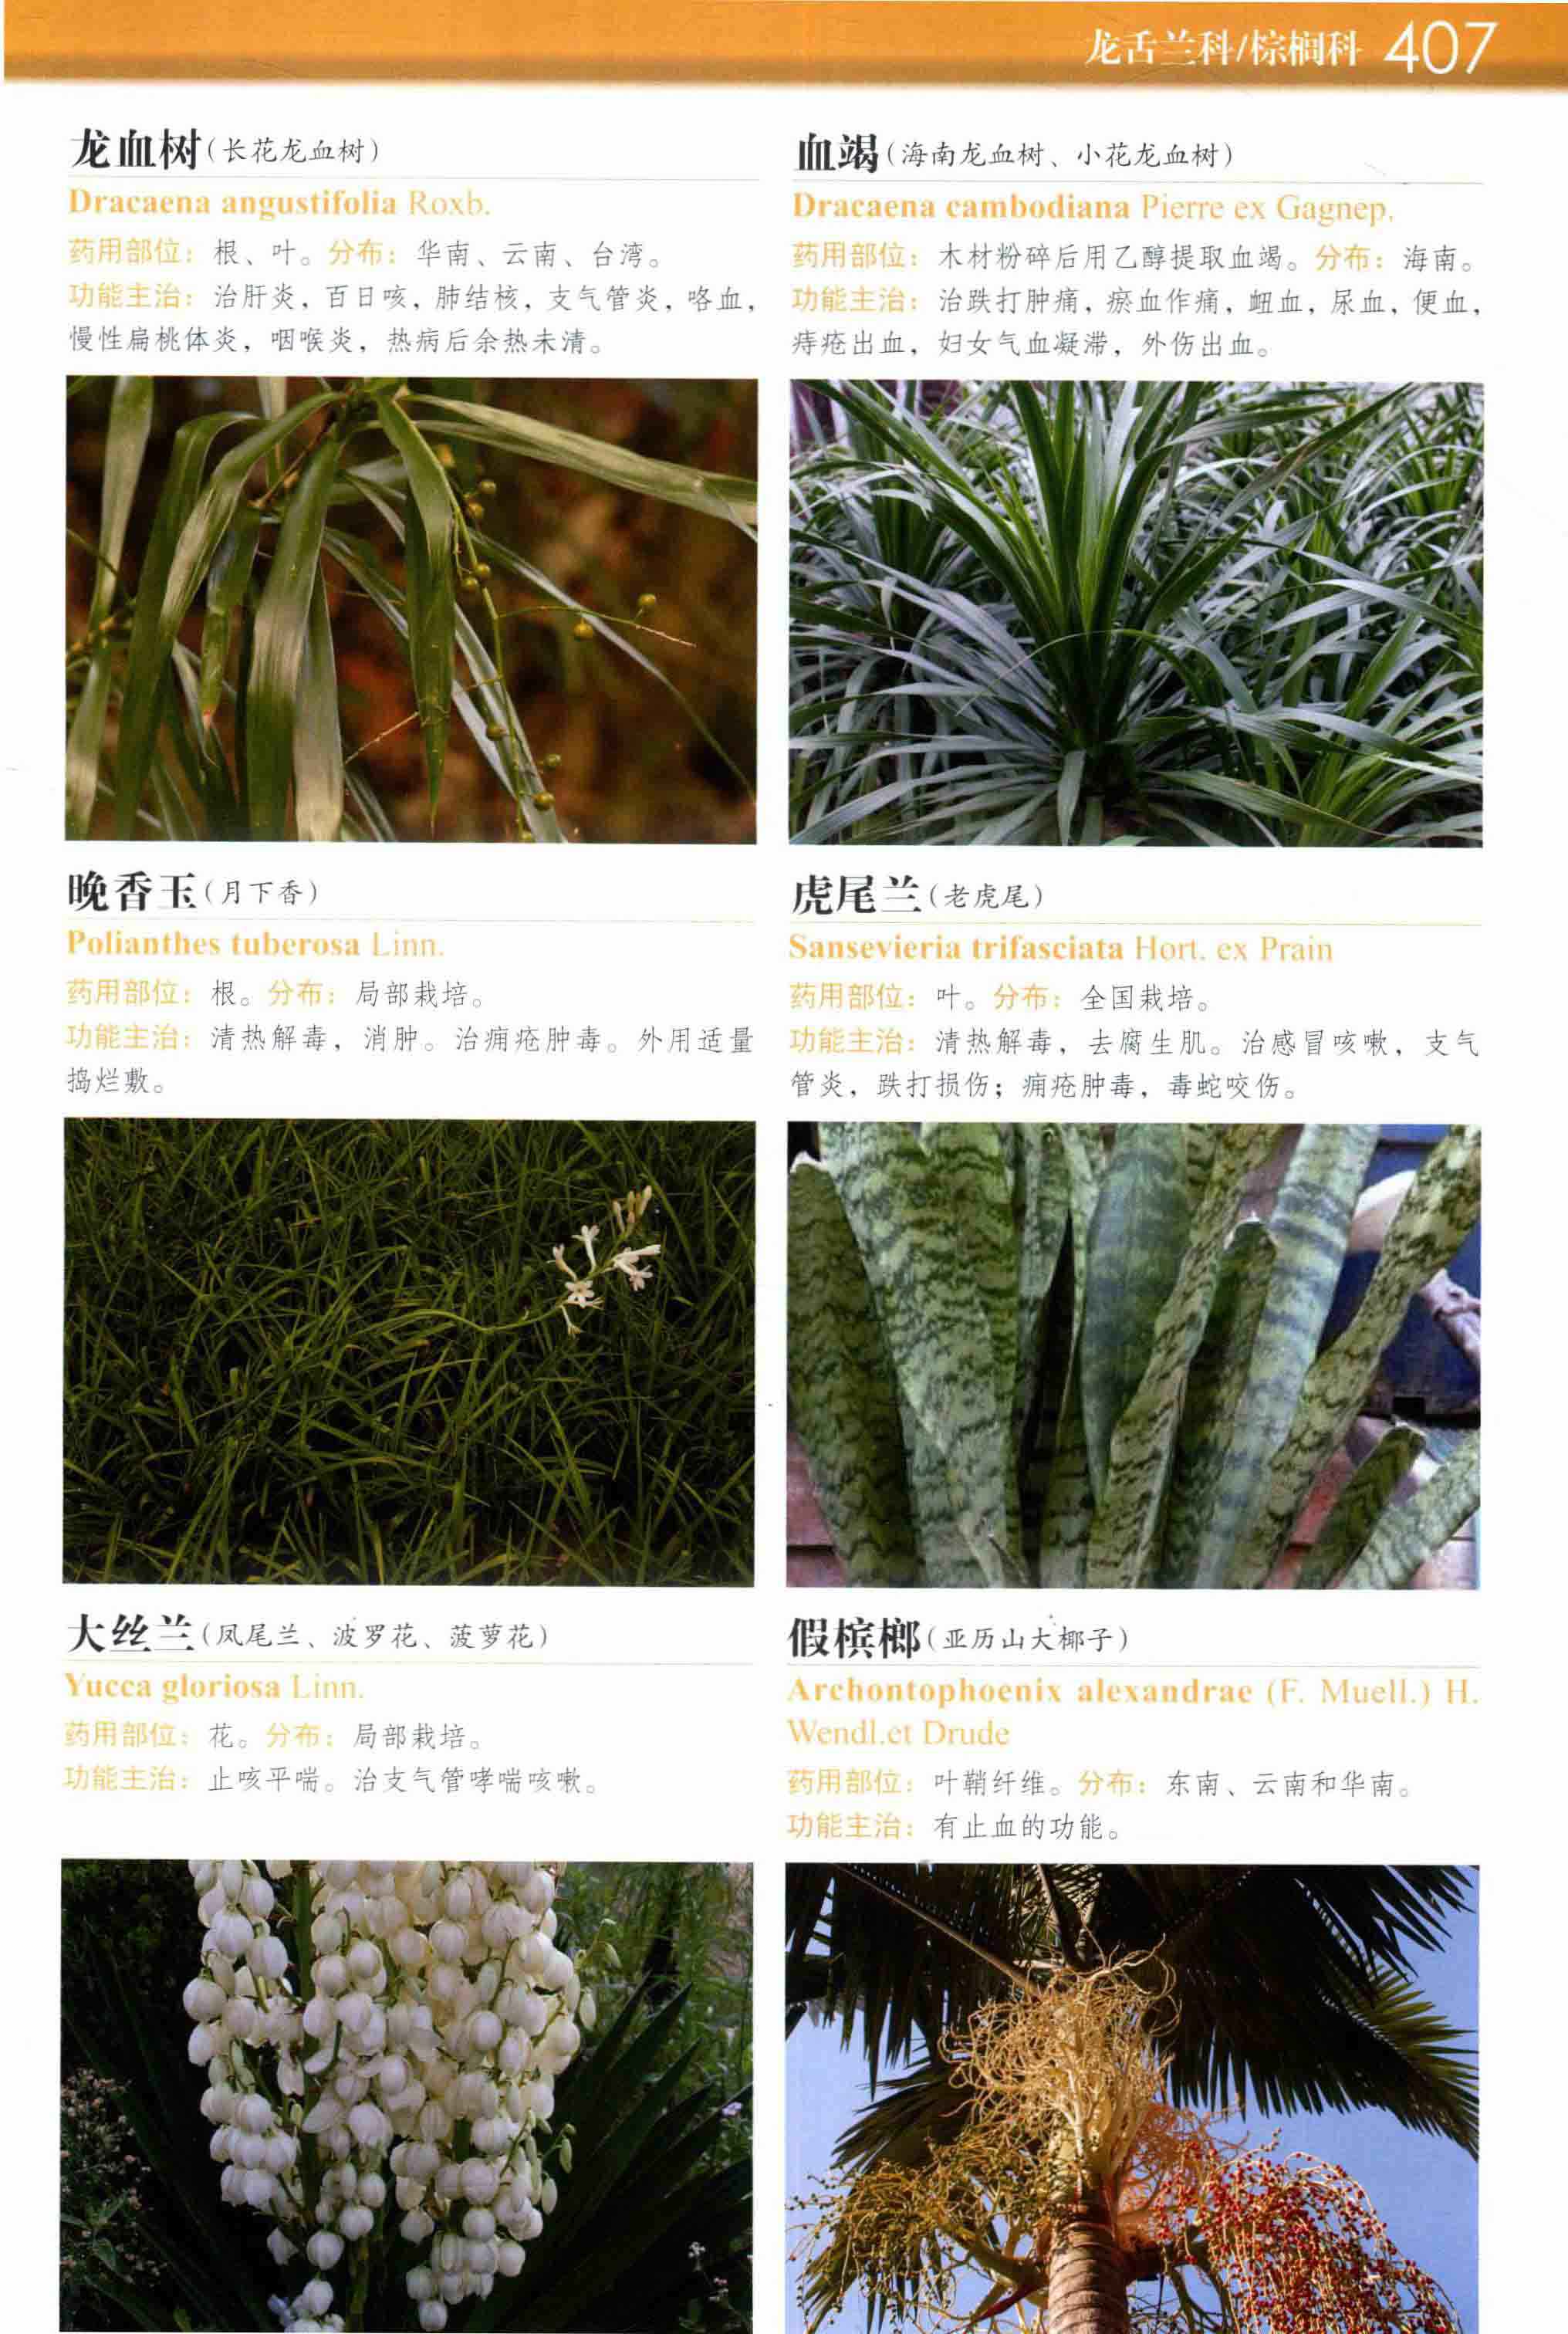 龙舌兰科/棕榈科 407
龙血树(长花龙血树)
Dracaena angustifolia Roxb.
药用部位：根、叶。分布：华南、云南、台湾。
功能主治：治肝炎，百日咳，肺结核，支气管炎，咯血，
慢性扁桃体炎，咽喉炎，热病后余热未清。
血竭(海南龙血树、小花龙血树)
Dracaena cambodiana Pierre ex Gagnep.
药用部位：木材粉碎后用乙醇提取血竭。分布：海南。
功能主治：治跌打肿痛，瘀血作痛，衄血，尿血，便血，
痔疮出血，妇女气血凝滞，外伤出血。
晚香玉(月下香)
Polianthes tuberosa Linn.
药用部位：根。分布：局部栽培。
功能主治：清热解毒，消肿。治痈疮肿毒。外用适量
捣烂敷。
虎尾兰(老虎尾)
Sansevieria trifasciata Hort. ex Prain
药用部位：叶。分布：全国栽培。
功能主治：清热解毒，去腐生肌。治感冒咳嗽，支气
管炎，跌打损伤；痈疮肿毒，毒蛇咬伤。
大丝兰(凤尾兰、波罗花、菠萝花)
Yucca gloriosa Linn.
药用部位：花。分布：局部栽培。
功能主治：止咳平喘。治支气管哮喘咳嗽。
假槟榔(亚历山大椰子)
Archontophoenix alexandrae (F. Muell.) H.
Wendl.et Drude
药用部位：叶鞘纤维。分布：东南、云南和华南。
功能主治：有止血的功能。